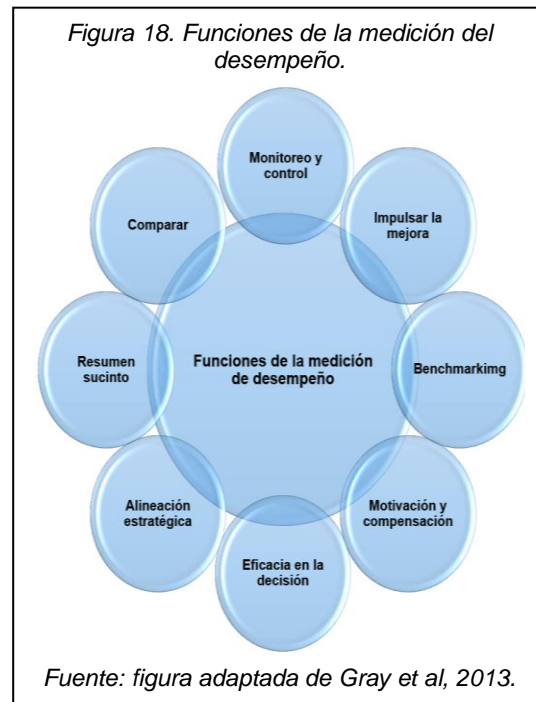 Figura 18. Funciones de la medición del
desempeño.
Monitoreo y
control
Impulsar la
mejora
Benchmarkimg
Motivación y
compensación
Eficacia en la
decisión
Alineación
estratégica
Resumen
sucinto
Comparar
Funciones de la medición
de desempeño
Fuente: figura adaptada de Gray et al, 2013.